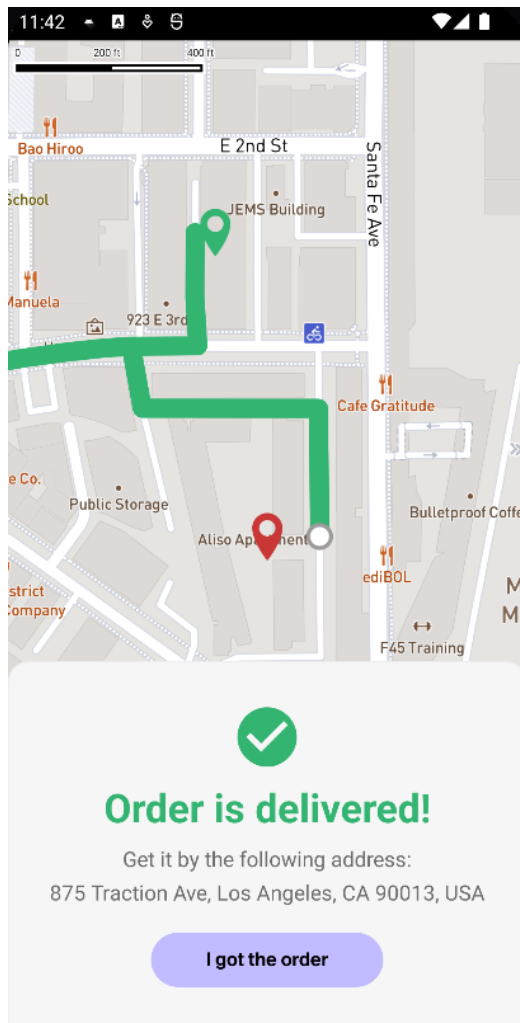 11:42
0 200 ft 400 ft
Bao Hiroo
E 2nd St
Santa Fe Ave
School
JEMS Building
Manuela
923 E 3rd
Cafe Gratitude
e Co.
Public Storage
Bulletproof Coffe
Aliso Apartment
ediBOL
strict
Company
M
M
F45 Training
Order is delivered!
Get it by the following address:
875 Traction Ave, Los Angeles, CA 90013, USA
I got the order